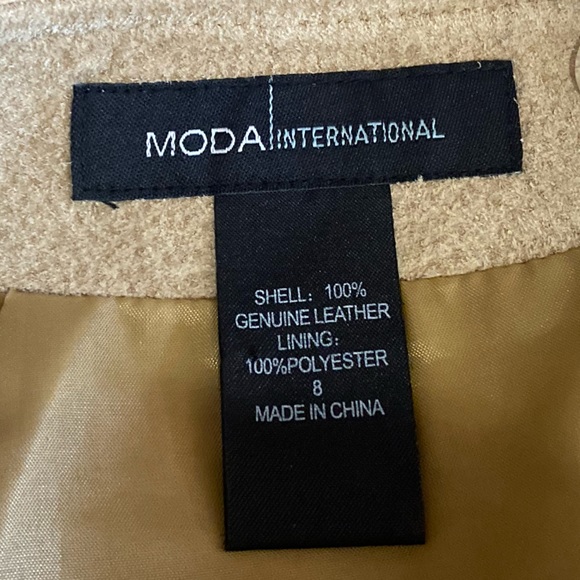 MODA INTERNATIONAL
SHELL: 100%
GENUINE LEATHER
LINING:
100%POLYESTER
8
MADE IN CHINA